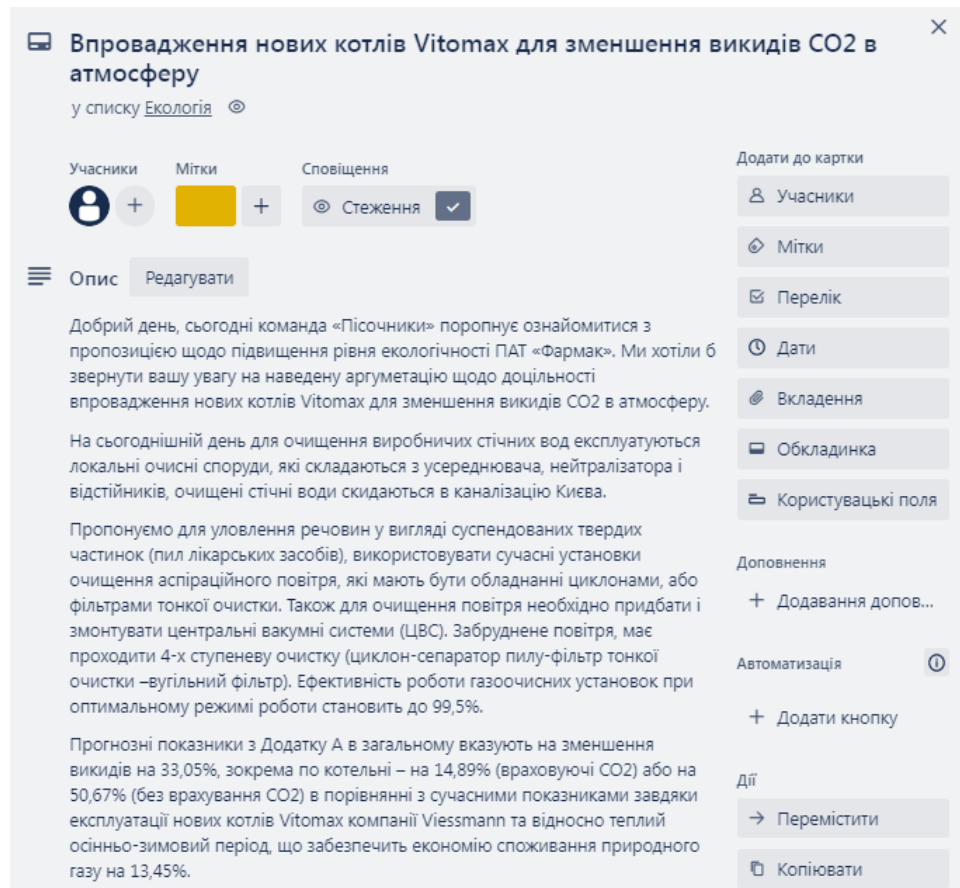 Впровадження нових котлів Vitomax для зменшення викидів CO2 в
атмосферу
у списку Екологія
Учасники
Мітки
Сповіщення
Стеження
Опис
Редагувати
Добрий день, сьогодні команда «Пісочники» поропнує ознайомитися з
пропозицією щодо підвищення рівня екологічності ПАТ «Фармак». Ми хотіли б
звернути вашу увагу на наведену аргуметацію щодо доцільності
впровадження нових котлів Vitomax для зменшення викидів CO2 в атмосферу.
На сьогоднішній день для очищення виробничих стічних вод експлуатуються
локальні очисні споруди, які складаються з усереднювача, нейтралізатора і
відстійників, очищені стічні води скидаються в каналізацію Києва.
Пропонуємо для уловлення речовин у вигляді суспендованих твердих
частинок (пил лікарських засобів), використовувати сучасні установки
очищення аспіраційного повітря, які мають бути обладнанні циклонами, або
фільтрами тонкої очистки. Також для очищення повітря необхідно придбати і
змонтувати центральні вакумні системи (ЦВС). Забруднене повітря, має
проходити 4-х ступеневу очистку (циклон-сепаратор пилу-фільтр тонкої
очистки –вугільний фільтр). Ефективність роботи газоочисних установок при
оптимальному режимі роботи становить до 99,5%.
Прогнозні показники з Додатку А в загальному вказують на зменшення
викидів на 33,05%, зокрема по котельні – на 14,89% (враховуючі CO2) або на
50,67% (без врахування CO2) в порівнянні з сучасними показниками завдяки
експлуатації нових котлів Vitomax компанії Viessmann та відносно теплий
осінньо-зимовий період, що забезпечить економію споживання природного
газу на 13,45%.
Додати до картки
Учасники
Мітки
Перелік
Дати
Вкладення
Обкладинка
Користувацькі поля
Доповнення
+ Додавання допов...
Автоматизація
+ Додати кнопку
Дії
→ Перемістити
Копіювати